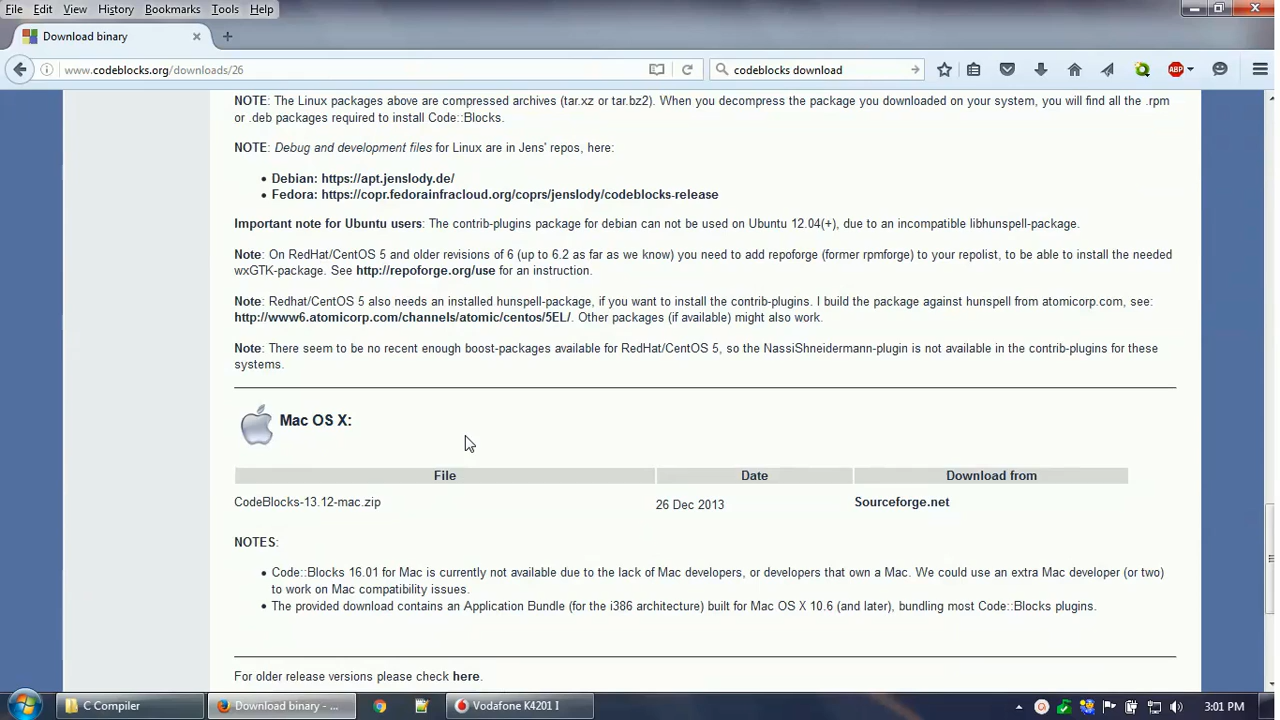 File Edit View History Bookmarks Tools Help
Download binary
www.codeblocks.org/downloads/26
codeblocks download
ABP
NOTE: The Linux packages above are compressed archives (tar.xz or tar.bz2). When you decompress the package you downloaded on your system, you will find all the .rpm
or .deb packages required to install Code::Blocks.
NOTE: Debug and development files for Linux are in Jens' repos, here:
• Debian: https://apt.jenslody.de/
• Fedora: https://copr.fedorainfracloud.org/coprs/jenslody/codeblocks-release
Important note for Ubuntu users: The contrib-plugins package for debian can not be used on Ubuntu 12.04(+), due to an incompatible libhunspell-package.
Note: On RedHat/CentOS 5 and older revisions of 6 (up to 6.2 as far as we know) you need to add repoforge (former rpmforge) to your repolist, to be able to install the needed
wxGTK-package. See http://repoforge.org/use for an instruction.
Note: Redhat/CentOS 5 also needs an installed hunspell-package, if you want to install the contrib-plugins. I build the package against hunspell from atomicorp.com, see:
http://www6.atomicorp.com/channels/atomic/centos/5EL/. Other packages (if available) might also work.
Note: There seem to be no recent enough boost-packages available for RedHat/CentOS 5, so the NassiShneidermann-plugin is not available in the contrib-plugins for these
systems.
Mac OS X:
File Date Download from
CodeBlocks-13.12-mac.zip 26 Dec 2013 Sourceforge.net
NOTES:
• Code::Blocks 16.01 for Mac is currently not available due to the lack of Mac developers, or developers that own a Mac. We could use an extra Mac developer (or two)
to work on Mac compatibility issues.
• The provided download contains an Application Bundle (for the i386 architecture) built for Mac OS X 10.6 (and later), bundling most Code::Blocks plugins.
For older release versions please check here.
C Compiler Download binary - ... Vodafone K4201 I 3:01 PM